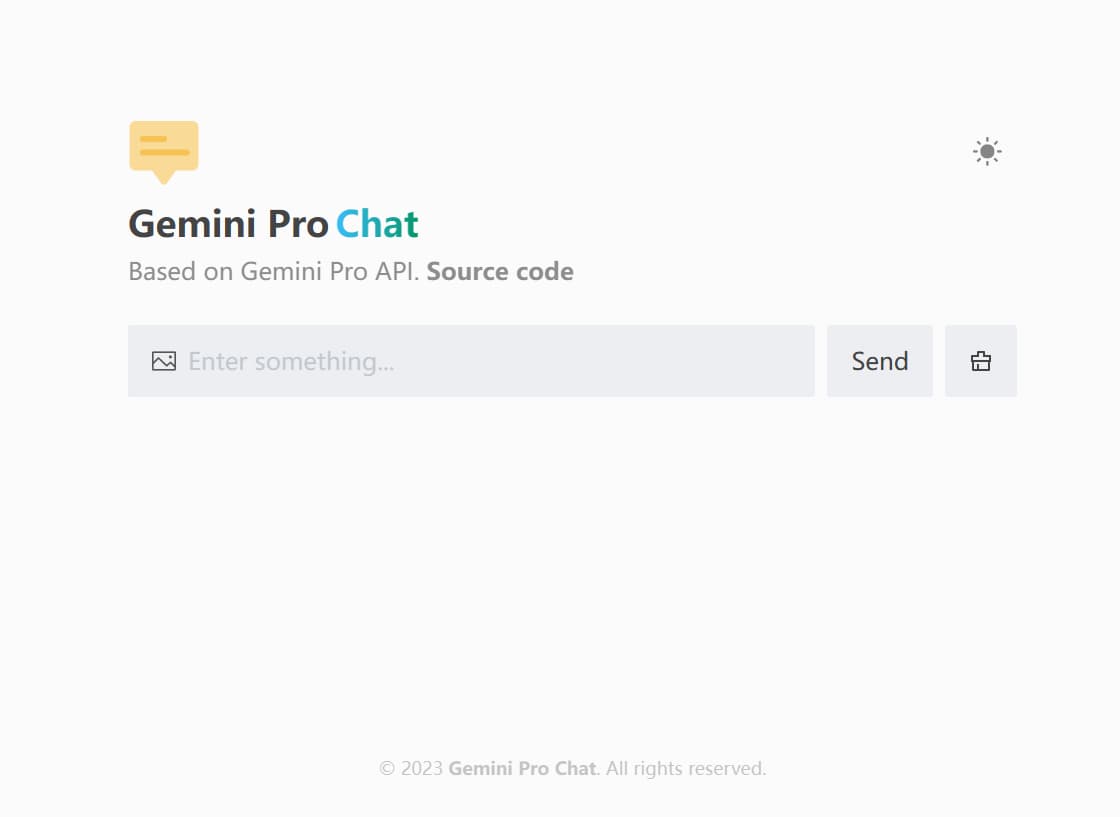 Gemini Pro Chat
Based on Gemini Pro API. Source code
Enter something...
Send
© 2023 Gemini Pro Chat. All rights reserved.